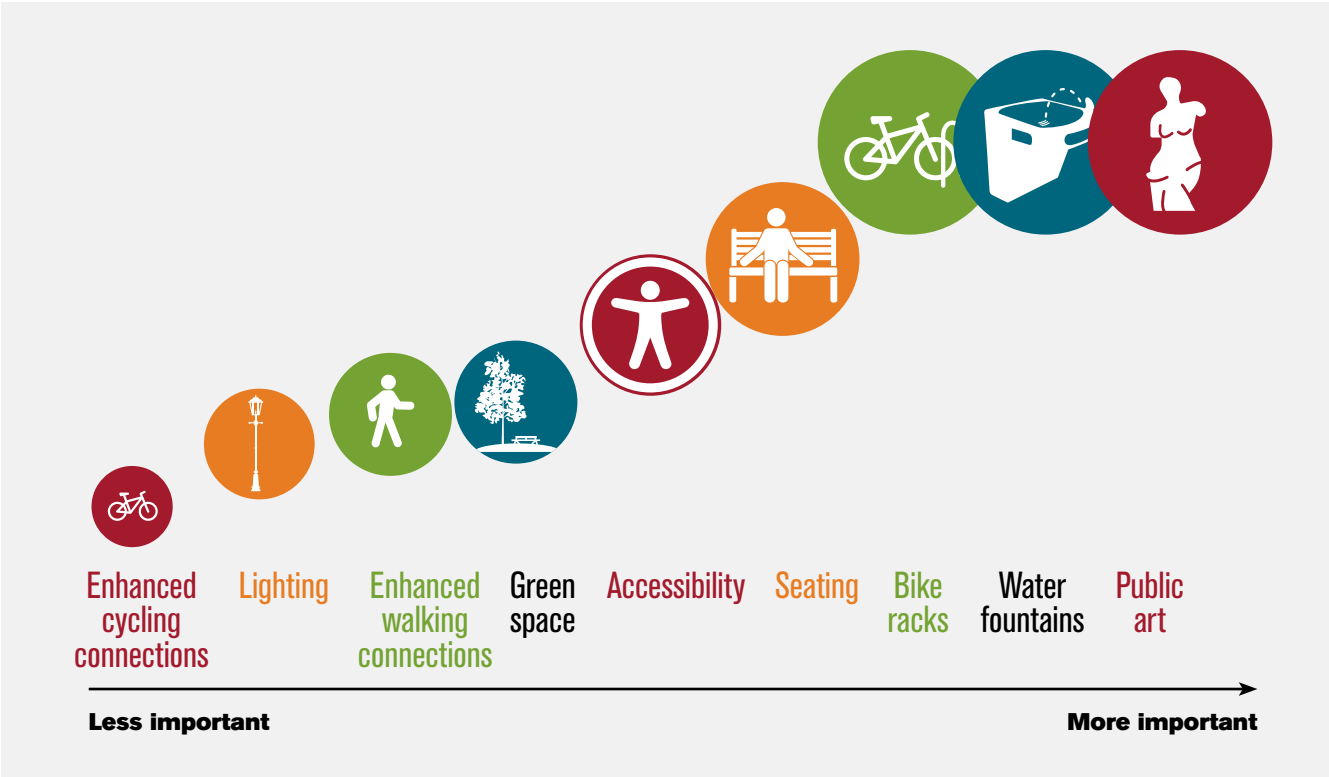 Enhanced
cycling
connections
Lighting
Enhanced
walking
connections
Green
space
Accessibility
Seating
Bike
racks
Water
fountains
Public
art
Less important
More important